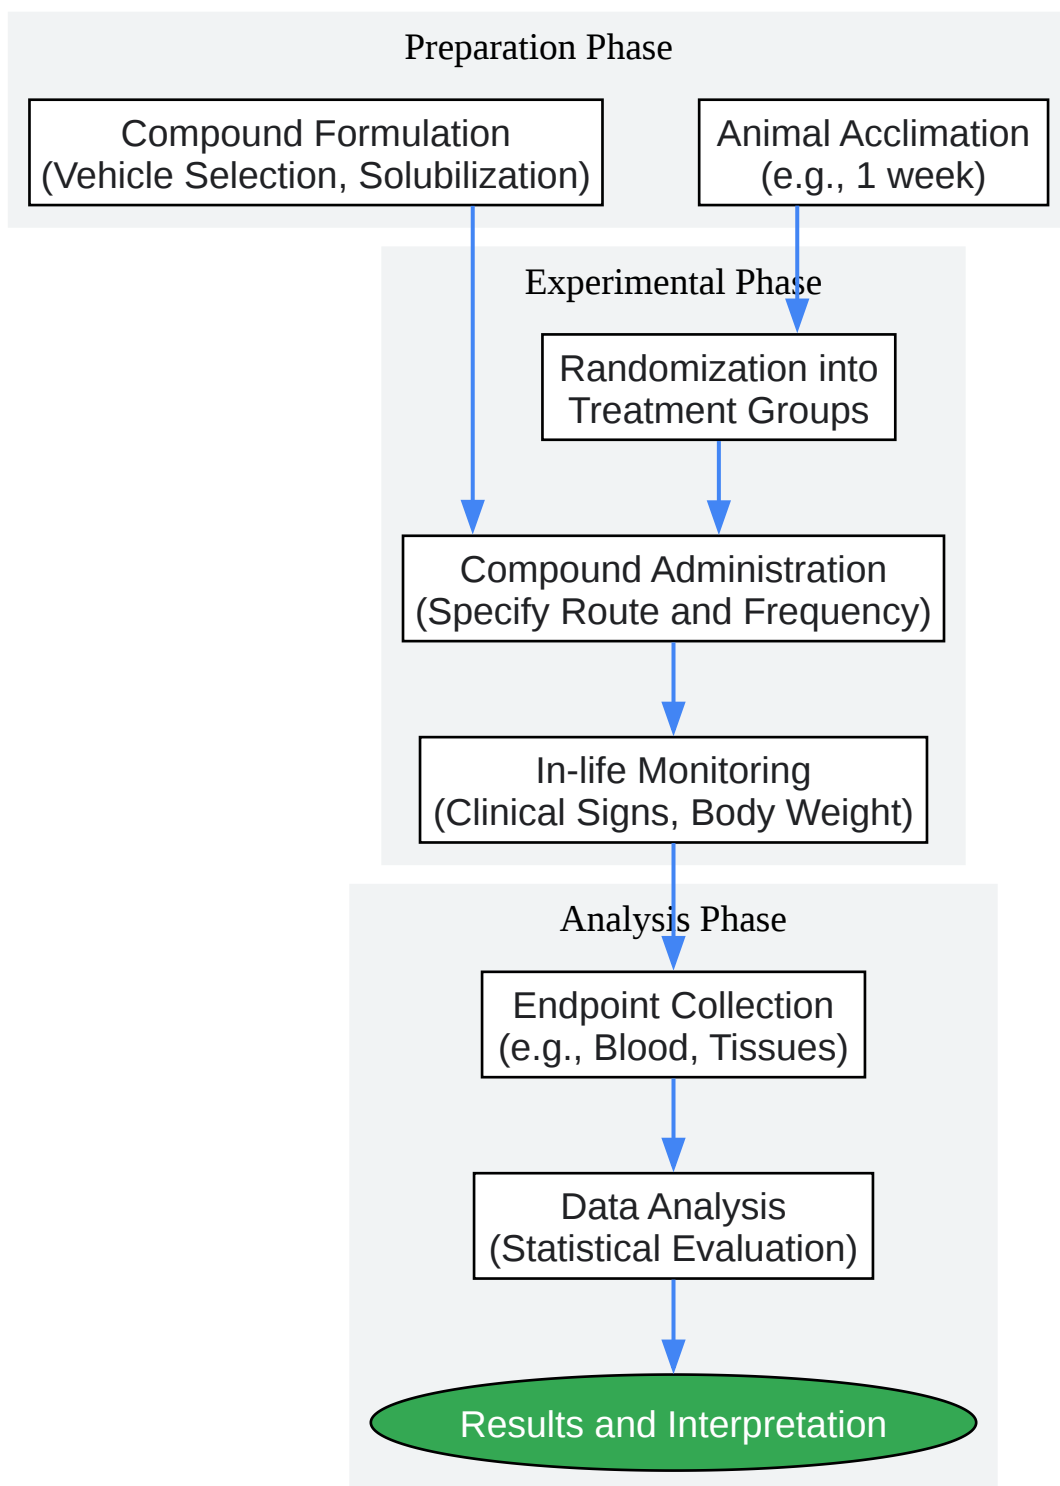 Preparation Phase
Compound Formulation
(Vehicle Selection, Solubilization)
Animal Acclimation
(e.g., 1 week)
Experimental Phase
Randomization into
Treatment Groups
Compound Administration
(Specify Route and Frequency)
In-life Monitoring
(Clinical Signs, Body Weight)
Analysis Phase
Endpoint Collection
(e.g., Blood, Tissues)
Data Analysis
(Statistical Evaluation)
Results and Interpretation